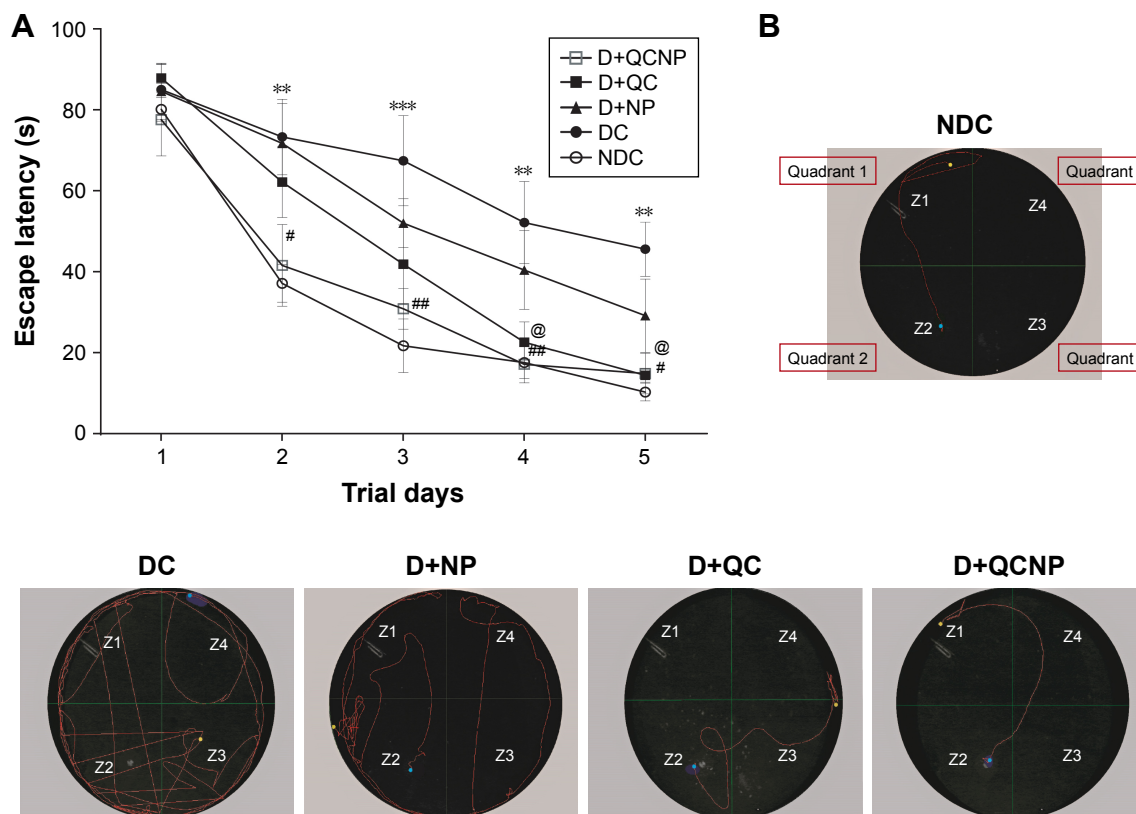 A
B
100
80
60
40
20
0
Escape latency (s)
1
2
3
4
5
Trial days
D+QCNP
D+QC
D+NP
DC
NDC
**
***
**
**
#
##
@
##
@
#
NDC
Quadrant 1
Quadrant
Z1
Z4
Z2
Z3
Quadrant 2
Quadrant
DC
D+NP
D+QC
D+QCNP
Z1
Z4
Z2
Z3
Z1
Z4
Z2
Z3
Z1
Z4
Z2
Z3
Z1
Z4
Z2
Z3